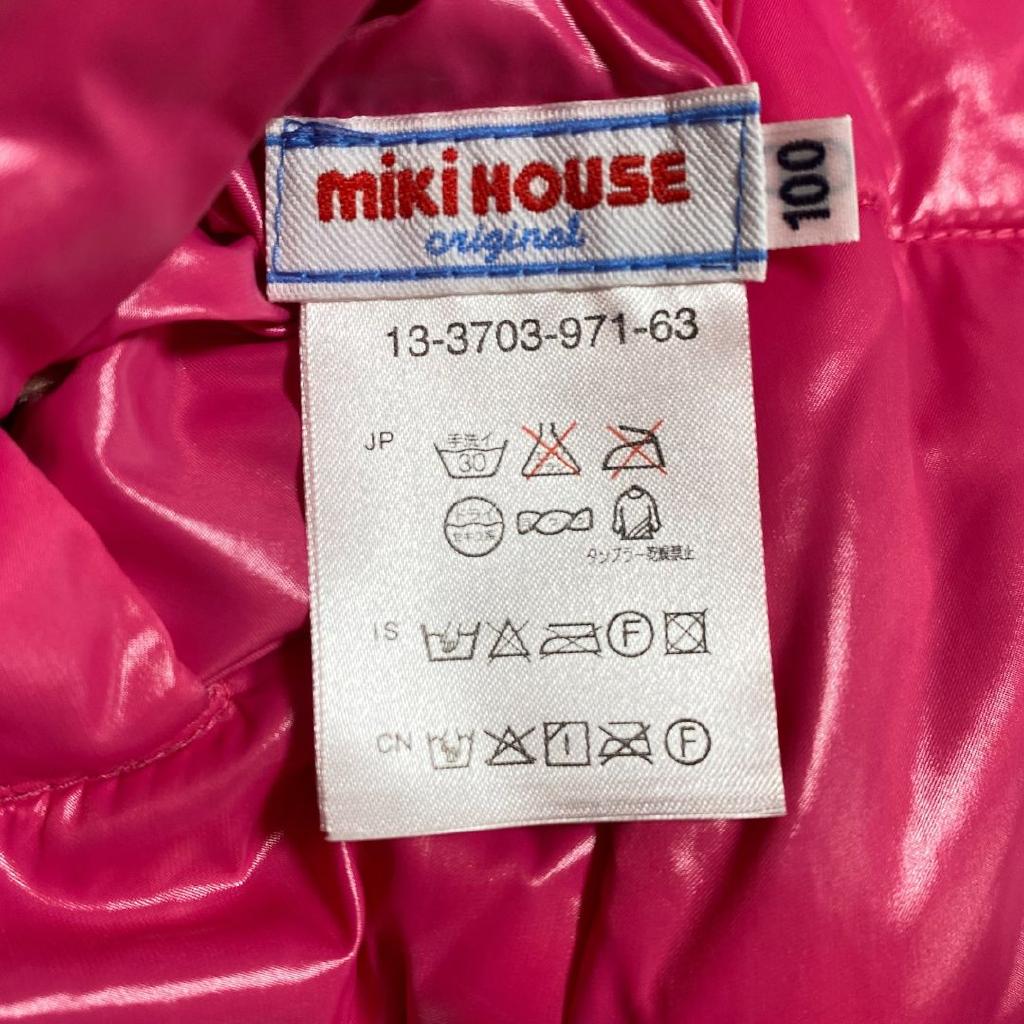 miki HOUSE
original
100
13-3703-971-63
JP
手洗イ
30
ドライ
セキユ系
タンブラー乾燥禁止
IS
F
CN
F